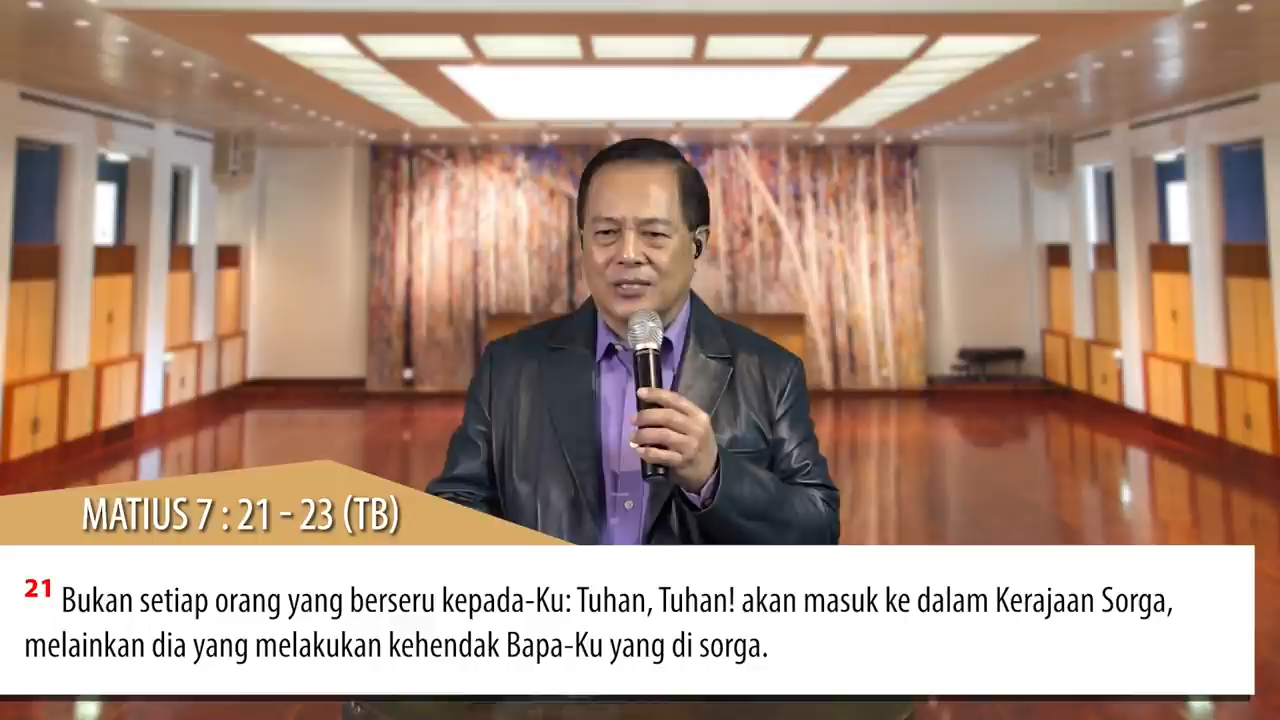 MATIUS 7 : 21 - 23 (TB)
21 Bukan setiap orang yang berseru kepada-Ku: Tuhan, Tuhan! akan masuk ke dalam Kerajaan Sorga,
melainkan dia yang melakukan kehendak Bapa-Ku yang di sorga.